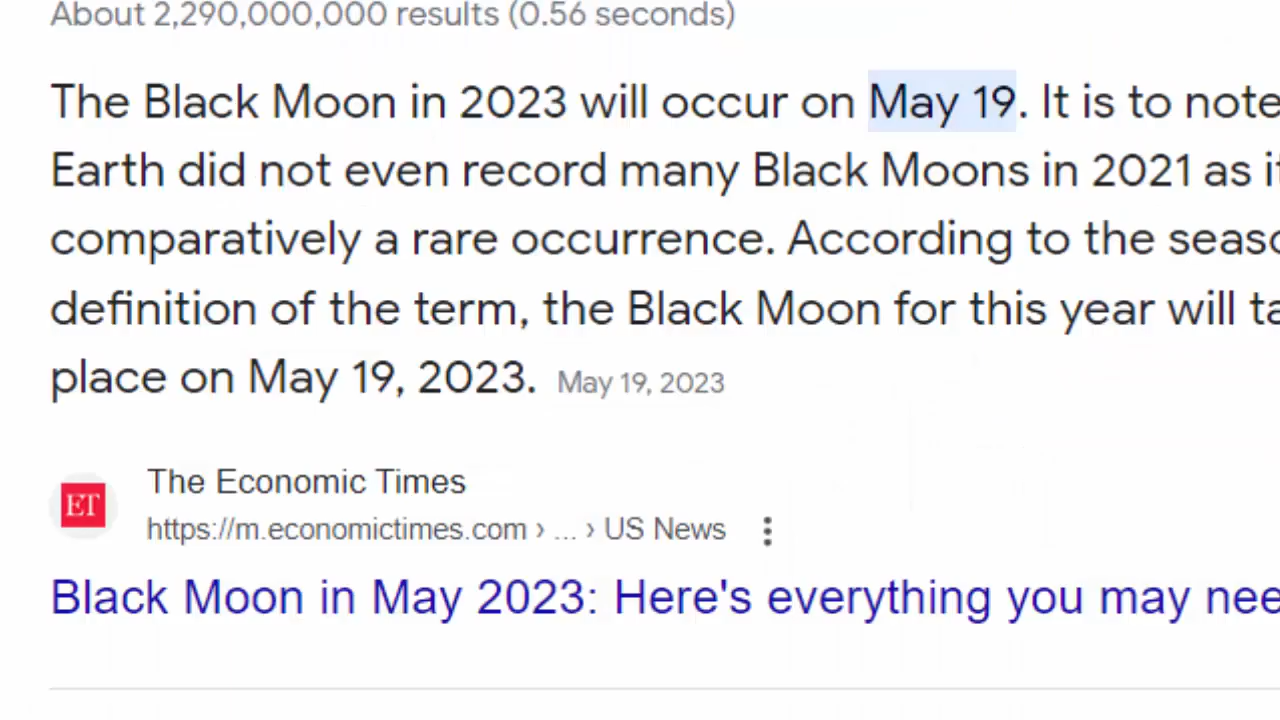 About 2,290,000,000 results (0.56 seconds)
The Black Moon in 2023 will occur on May 19. It is to note
Earth did not even record many Black Moons in 2021 as
comparatively a rare occurrence. According to the
definition of the term, the Black Moon for this year will
place on May 19, 2023. May 19, 2023
ET
The Economic Times
https://m.economictimes.com › ... › US News
Black Moon in May 2023: Here's everything you may